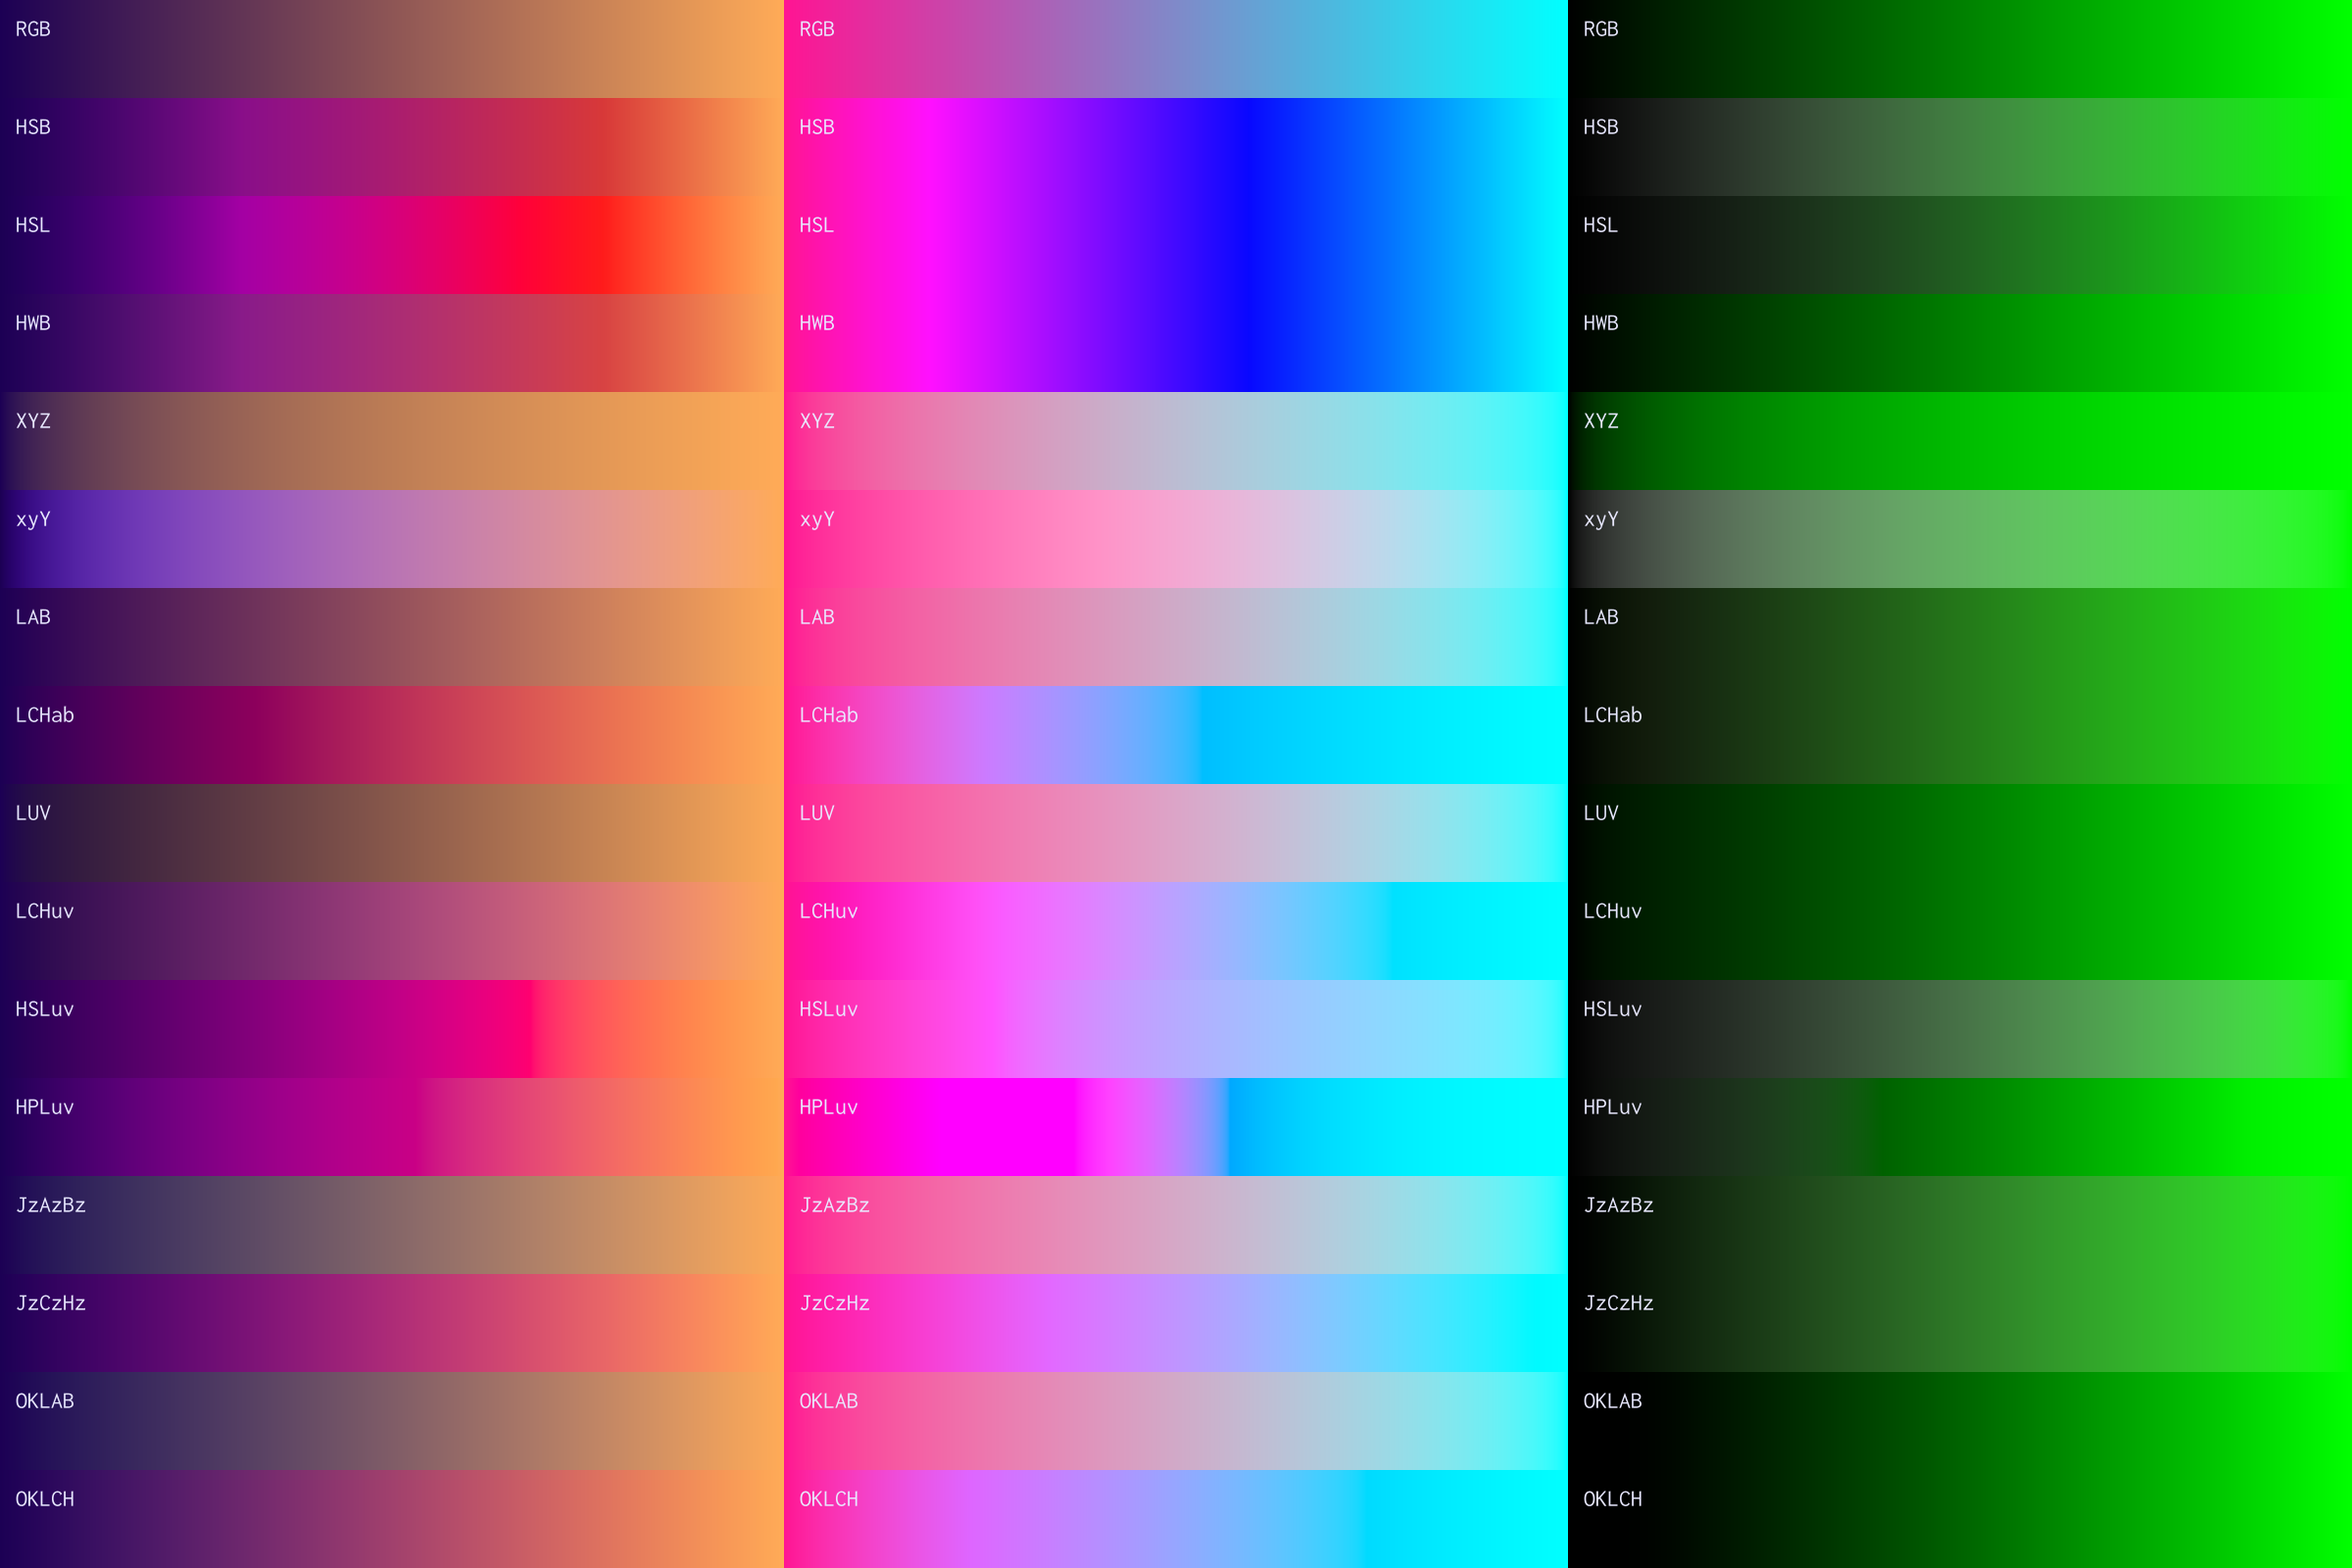 RGB
HSB
HSL
HWB
XYZ
xyY
LAB
LCHab
LUV
LCHuv
HSLuv
HPLuv
JzAzBz
JzCzHz
OKLAB
OKLCH
RGB
HSB
HSL
HWB
XYZ
xyY
LAB
LCHab
LUV
LCHuv
HSLuv
HPLuv
JzAzBz
JzCzHz
OKLAB
OKLCH
RGB
HSB
HSL
HWB
XYZ
xyY
LAB
LCHab
LUV
LCHuv
HSLuv
HPLuv
JzAzBz
JzCzHz
OKLAB
OKLCH